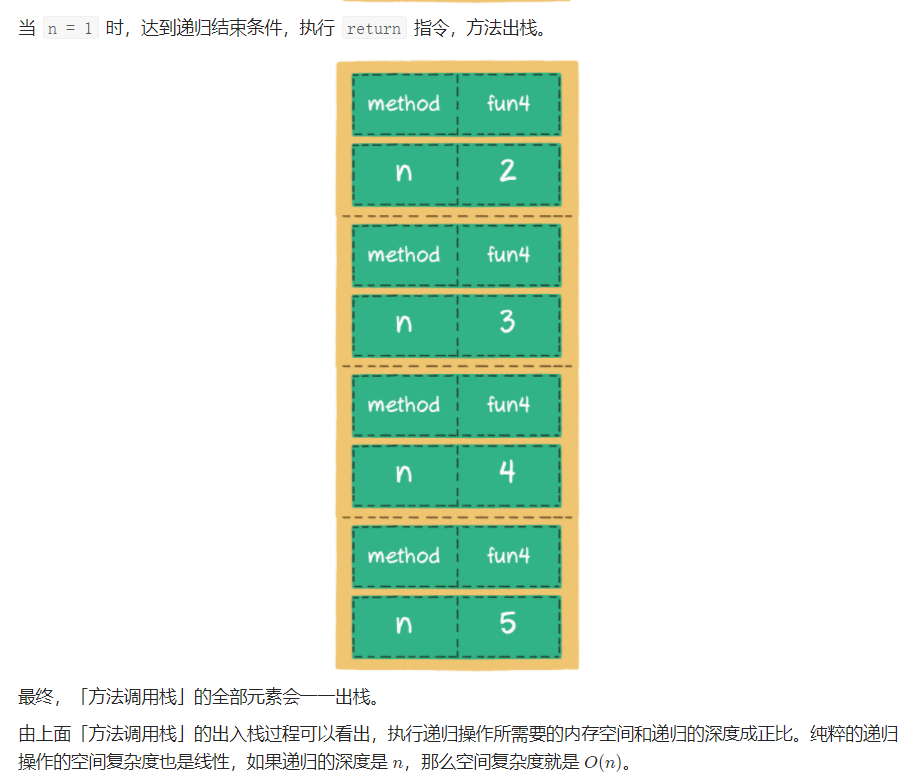 当 n = 1 时，达到递归结束条件，执行 return 指令，方法出栈。
method fun4
n 2
method fun4
n 3
method fun4
n 4
method fun4
n 5
最终，「方法调用栈」的全部元素会一一出栈。
由上面「方法调用栈」的出入栈过程可以看出，执行递归操作所需要的内存空间和递归的深度成正比。纯粹的递归
操作的空间复杂度也是线性，如果递归的深度是 n，那么空间复杂度就是 O(n)。